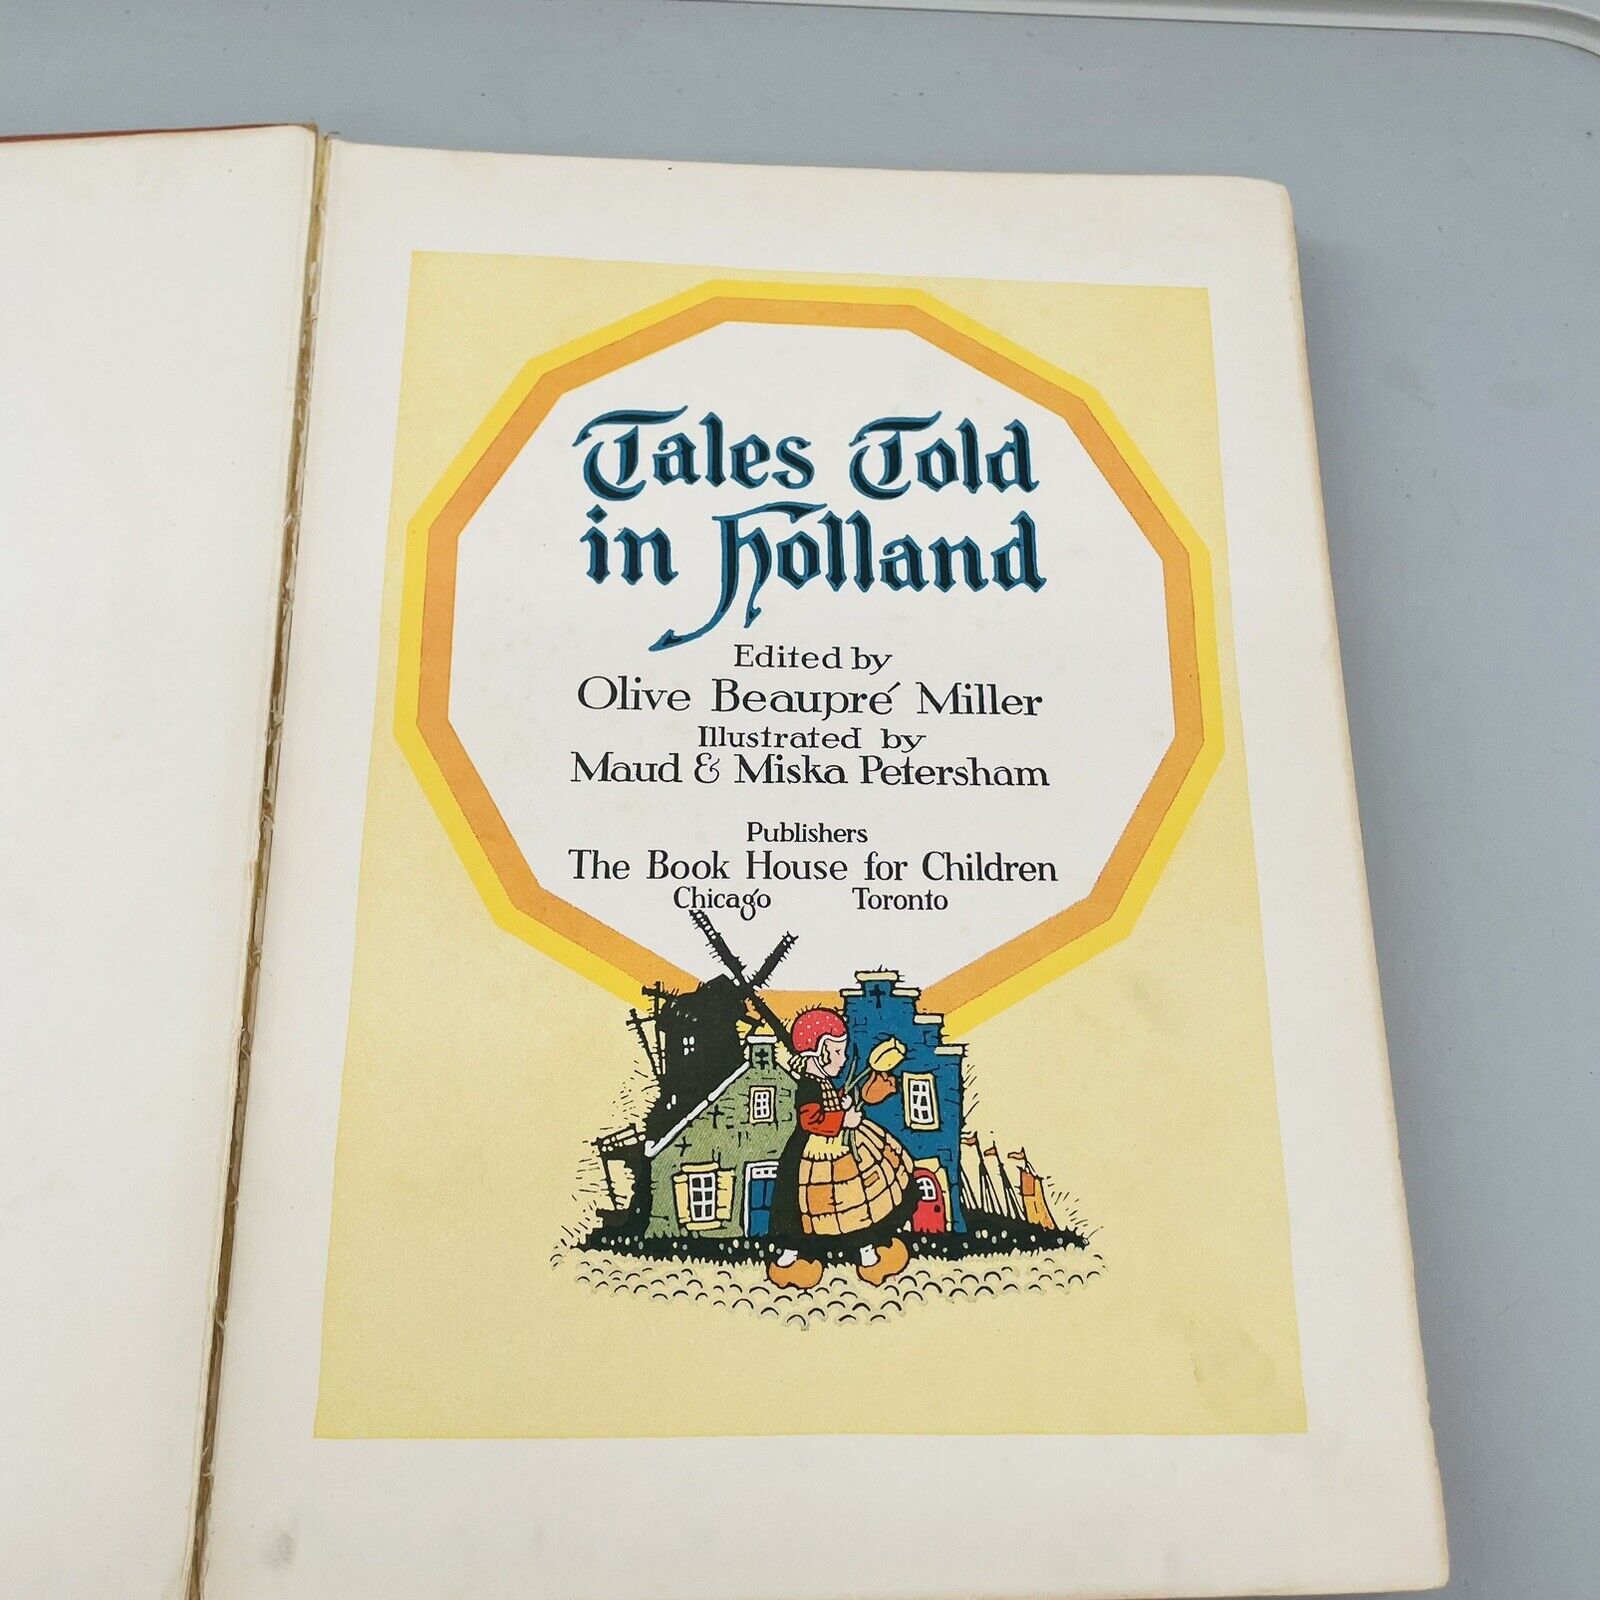 Tales Told
in Holland
Edited by
Olive Beaupré Miller
Illustrated by
Maud & Miska Petersham
Publishers
The Book House for Children
Chicago Toronto